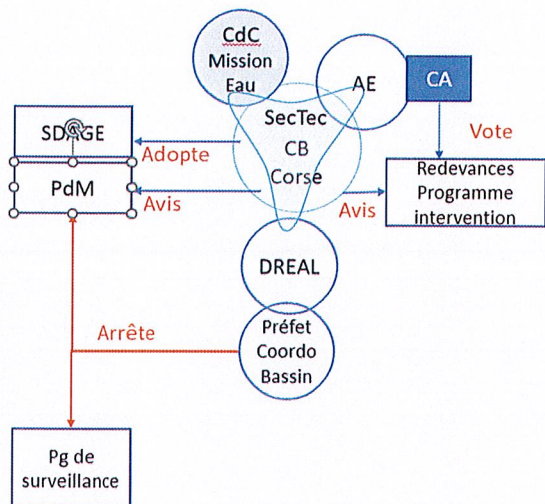 CdC
Mission
Eau
AE
CA
SecTec
CB
Corse
Adopte
Avis
PdM
Vote
Avis
Redevances
Programme
intervention
DREAL
Arrête
Préfet
Coordo
Bassin
Pg de
surveillance